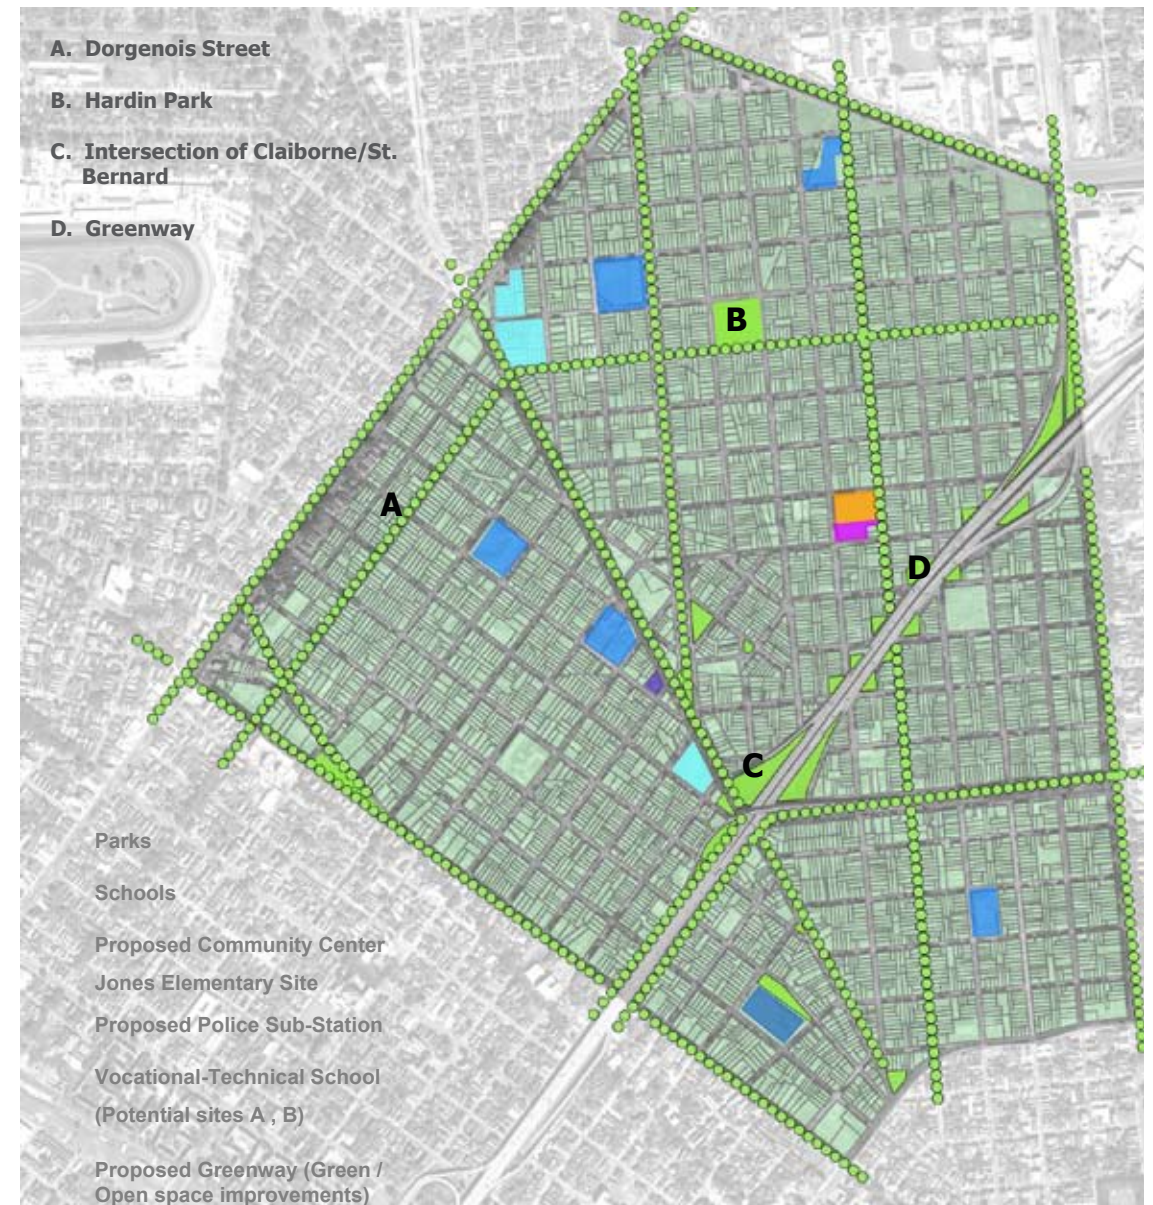 A. Dorgenois Street
B. Hardin Park
C. Intersection of Claiborne/St.
Bernard
D. Greenway
B
A
D
C
Parks
Schools
Proposed Community Center
Jones Elementary Site
Proposed Police Sub-Station
Vocational-Technical School
(Potential sites A , B)
Proposed Greenway (Green /
Open space improvements)